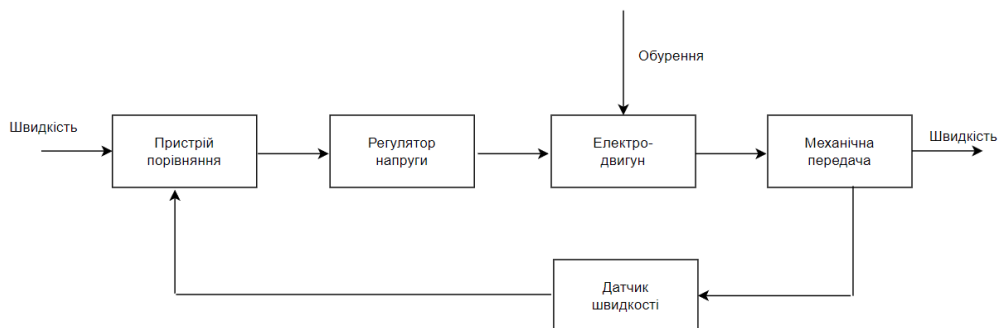 Обурення
Швидкість
Пристрій
порівняння
Регулятор
напруги
Електро-
двигун
Механічна
передача
Швидкість
Датчик
швидкості